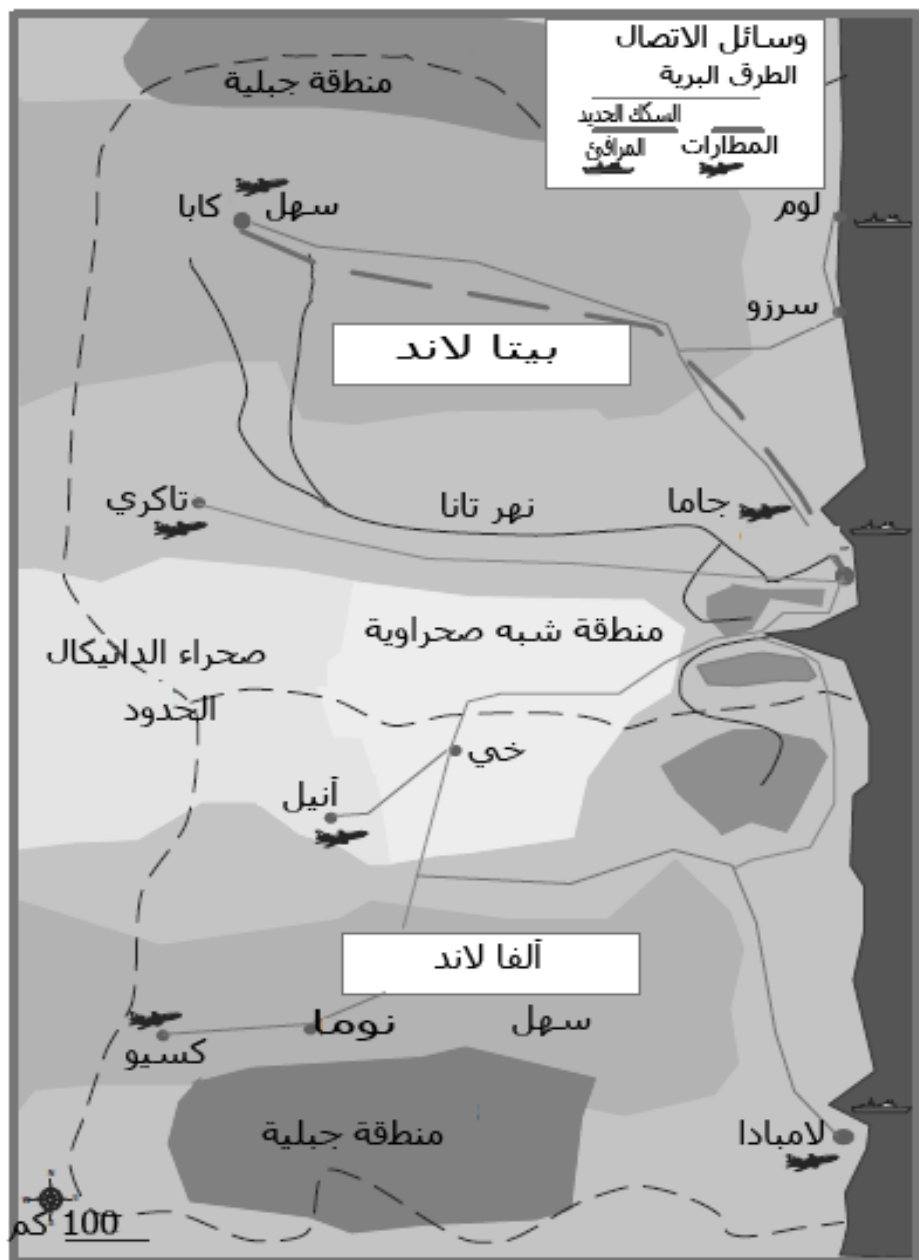 وسائل الاتصال
الطرق البرية
السكك الحديد
المطارات
المرافئ
منطقة جبلية
سهل
كابا
لوم
سرزو
بيتا لاند
تاكري
نهر تانا
جاما
منطقة شبه صحراوية
صحراء الدانيكال
الحدود
خي
آنيل
ألفا لاند
سهل
نوما
كسيو
منطقة جبلية
لامبادا
100 كم